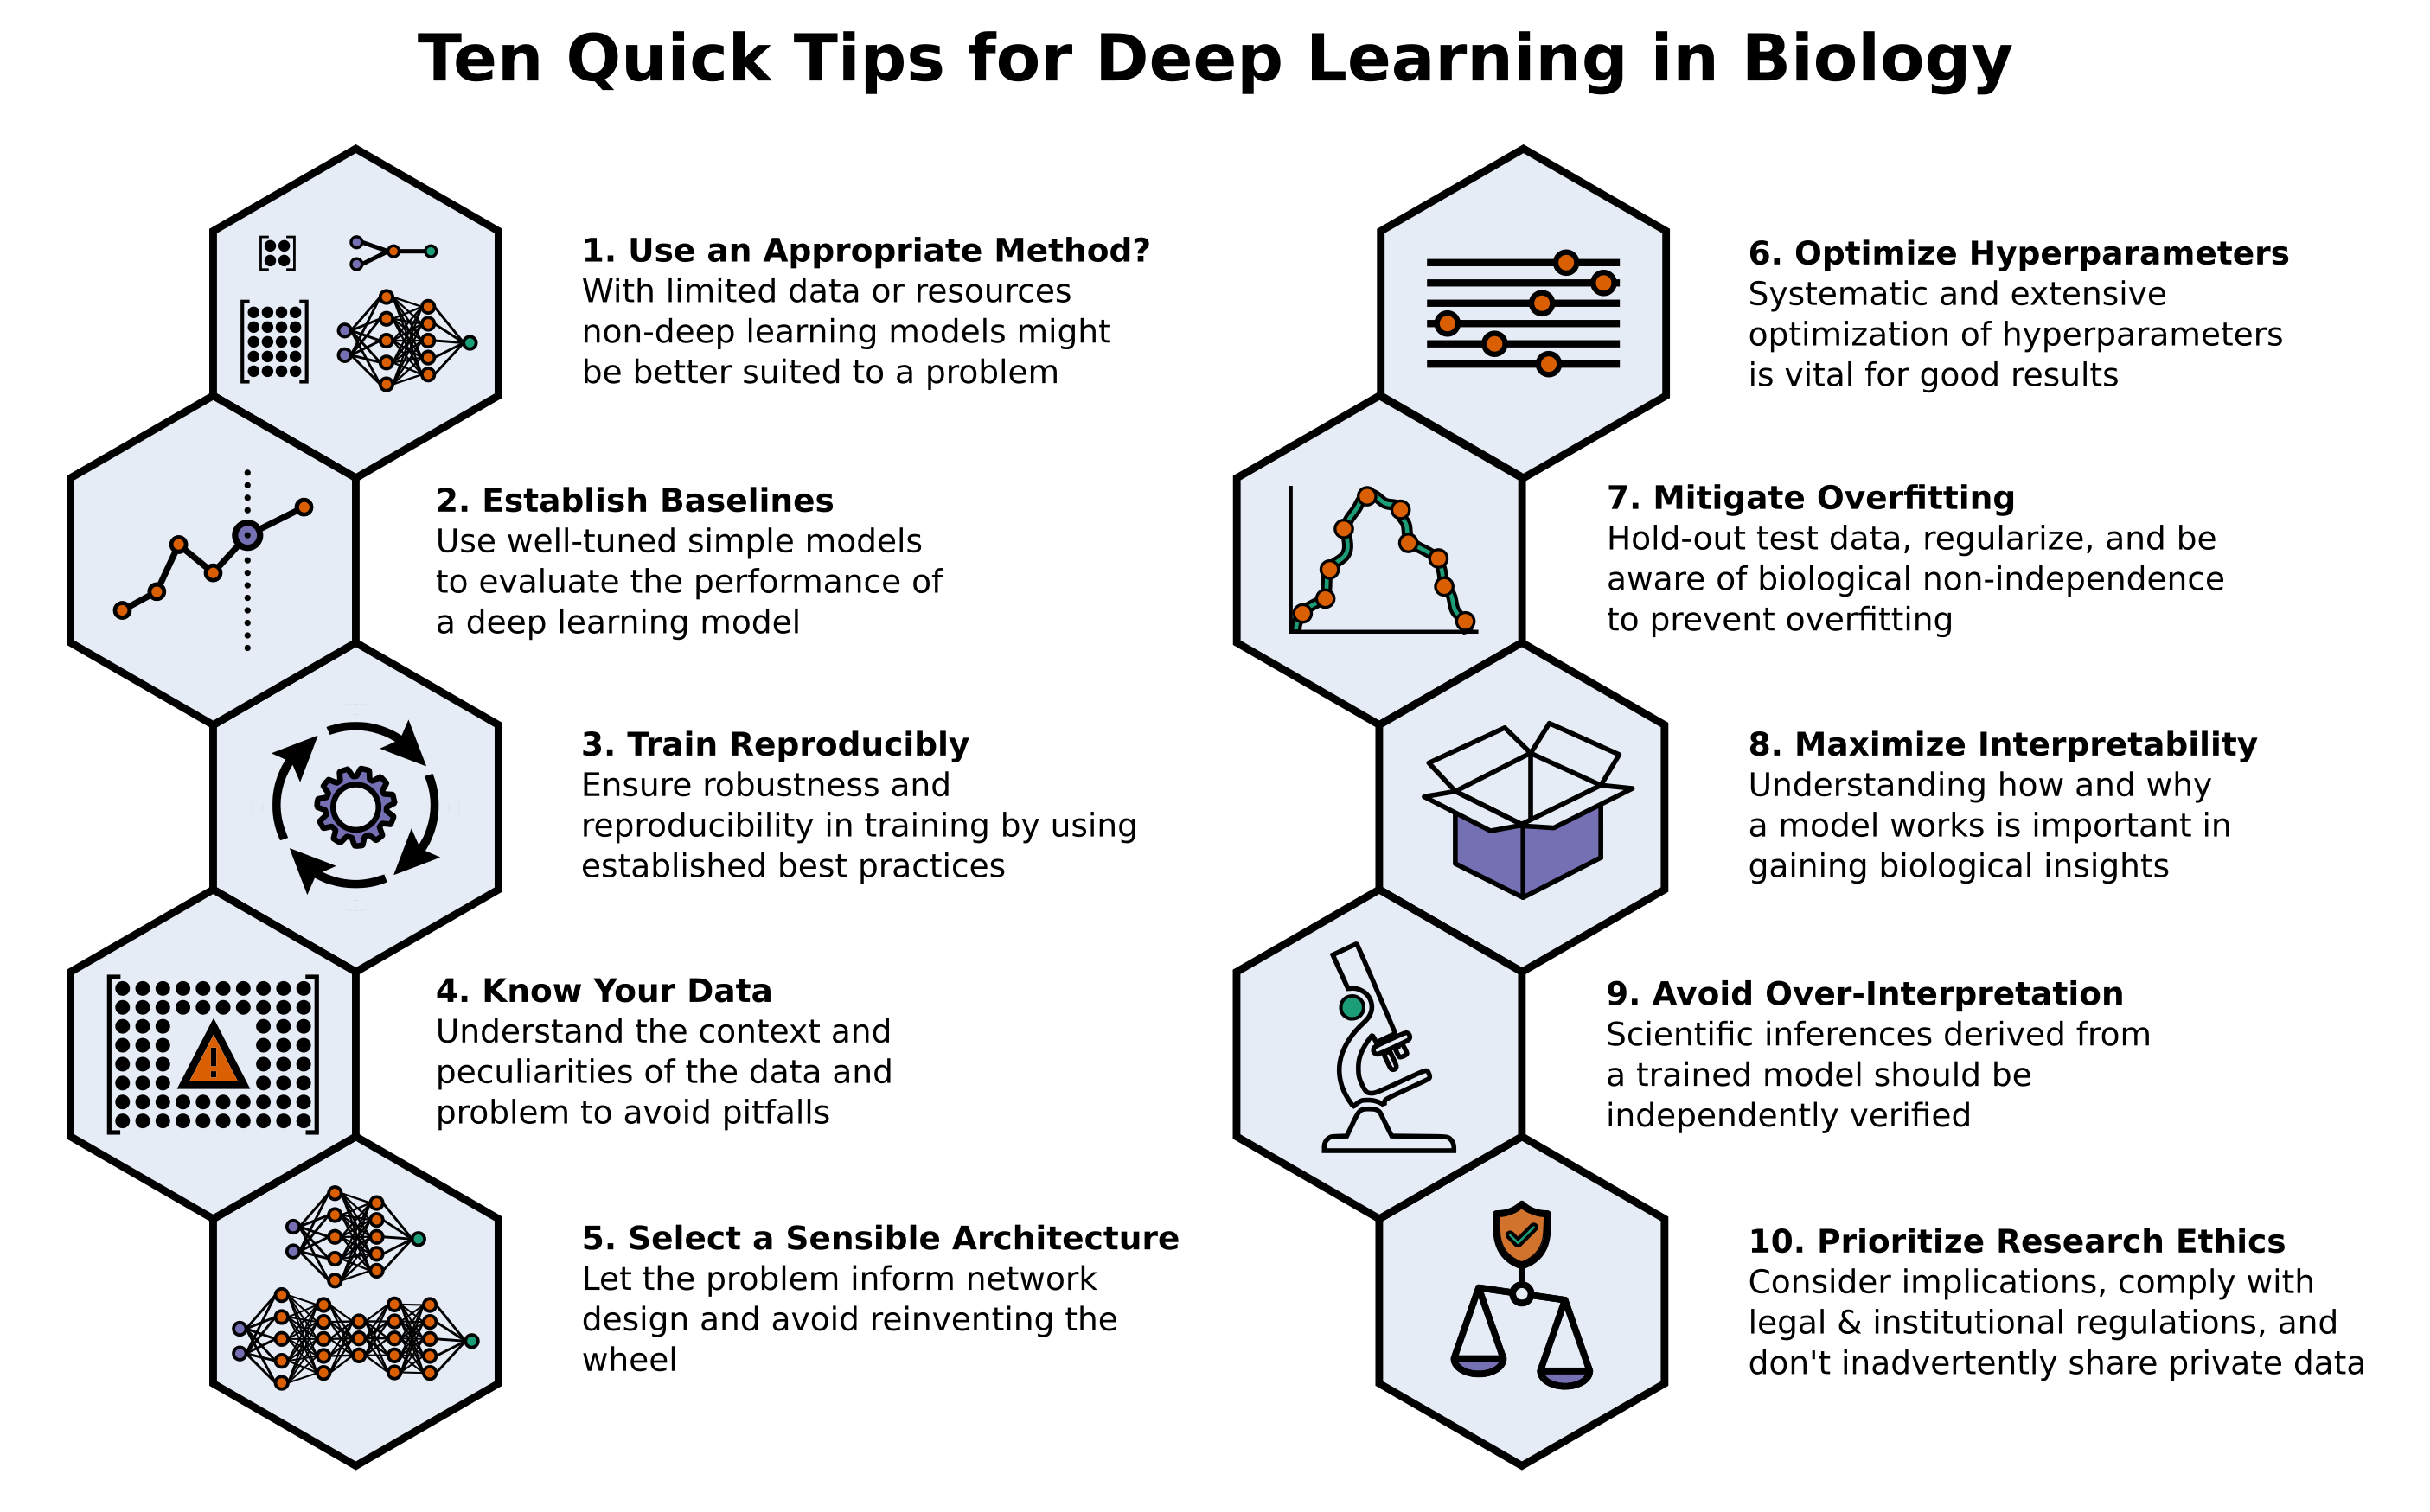 Ten Quick Tips for Deep Learning in Biology
1. Use an Appropriate Method?
With limited data or resources
non-deep learning models might
be better suited to a problem
2. Establish Baselines
Use well-tuned simple models
to evaluate the performance of
a deep learning model
3. Train Reproducibly
Ensure robustness and
reproducibility in training by using
established best practices
4. Know Your Data
Understand the context and
peculiarities of the data and
problem to avoid pitfalls
5. Select a Sensible Architecture
Let the problem inform network
design and avoid reinventing the
wheel
6. Optimize Hyperparameters
Systematic and extensive
optimization of hyperparameters
is vital for good results
7. Mitigate Overfitting
Hold-out test data, regularize, and be
aware of biological non-independence
to prevent overfitting
8. Maximize Interpretability
Understanding how and why
a model works is important in
gaining biological insights
9. Avoid Over-Interpretation
Scientific inferences derived from
a trained model should be
independently verified
10. Prioritize Research Ethics
Consider implications, comply with
legal & institutional regulations, and
don't inadvertently share private data